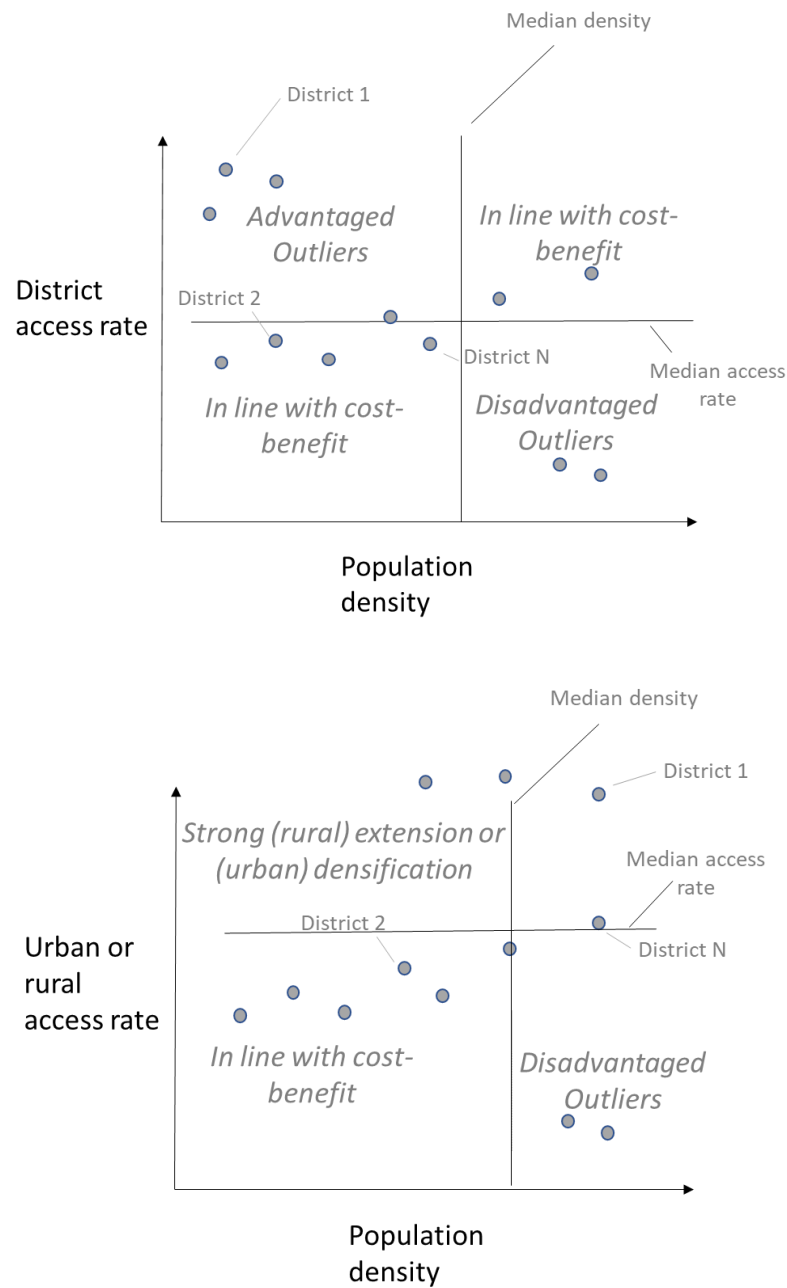 Median density
District 1
Advantaged
Outliers
In line with cost-
benefit
District
access rate
District 2
District N
Median access
rate
In line with cost-
benefit
Disadvantaged
Outliers
Population
density
Median density
District 1
Strong (rural) extension or
(urban) densification
Median access
rate
District 2
District N
Urban or
rural
access rate
In line with cost-
benefit
Disadvantaged
Outliers
Population
density